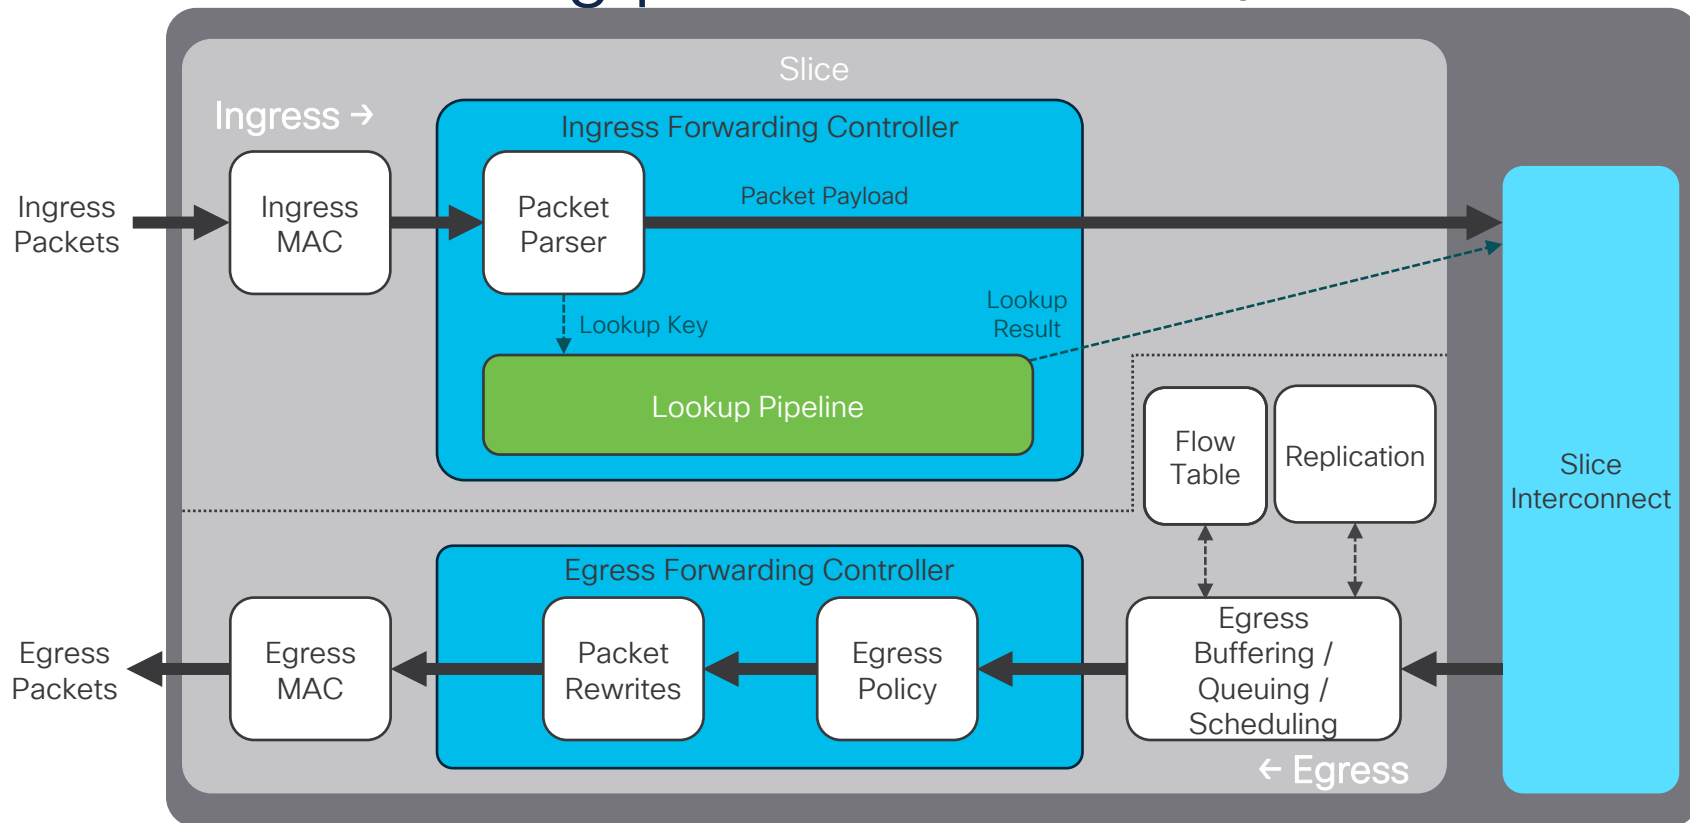 Slice
Ingress →
Ingress Forwarding Controller
Ingress
Packets
Ingress
MAC
Packet
Parser
Packet Payload
Lookup Key
Lookup
Result
Lookup Pipeline
Flow
Table
Replication
Slice
Interconnect
Egress Forwarding Controller
Egress
Packets
Egress
MAC
Packet
Rewrites
Egress
Policy
Egress
Buffering /
Queuing /
Scheduling
← Egress